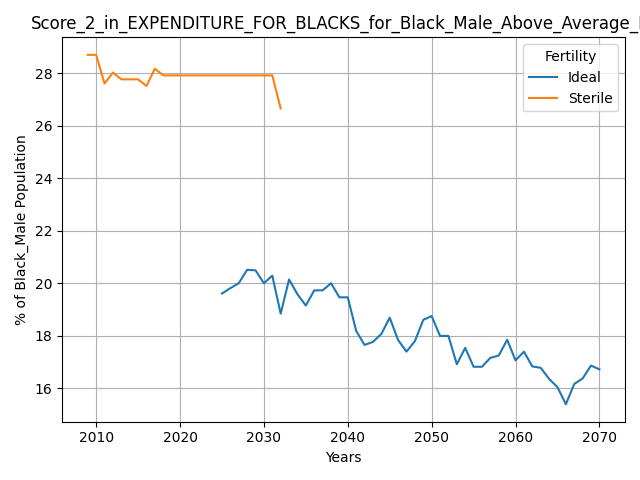 Score_2_in_EXPENDITURE_FOR_BLACKS_for_Black_Male_Above_Average_
Fertility
Ideal
Sterile
% of Black_Male Population
28
26
24
22
20
18
16
2010 2020 2030 2040 2050 2060 2070
Years